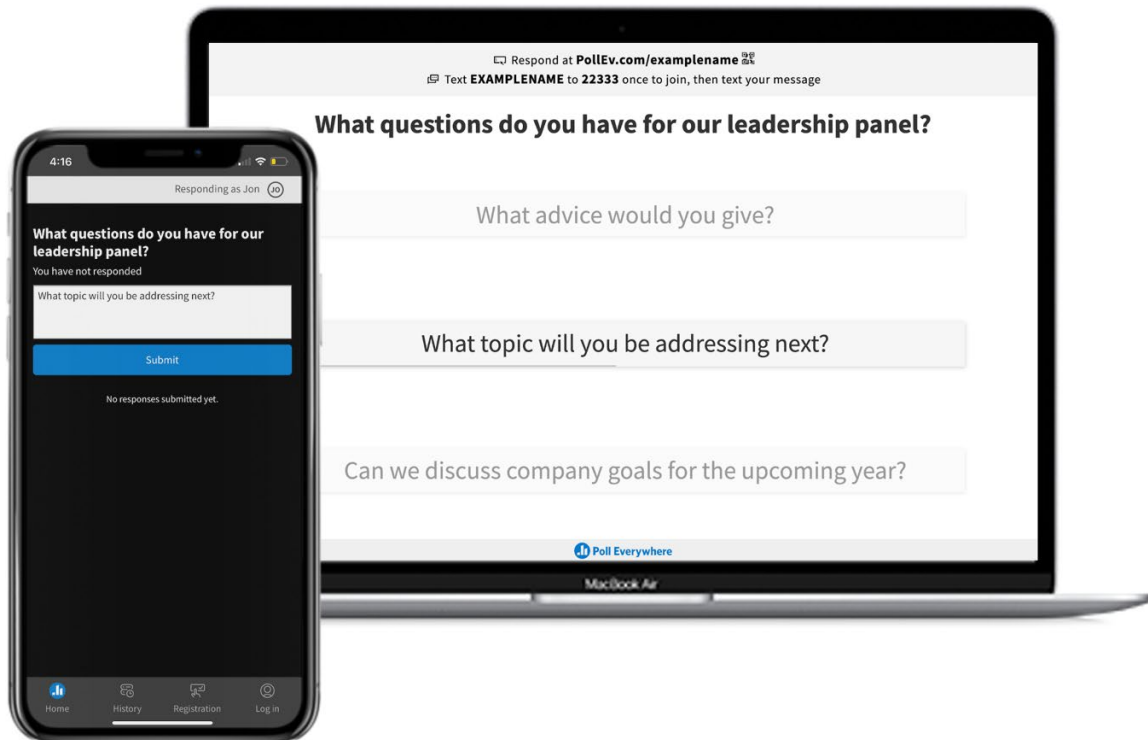 Respond at PollEv.com/examplename
Text EXAMPLENAME to 22333 once to join, then text your message
What questions do you have for our leadership panel?
What advice would you give?
What topic will you be addressing next?
Can we discuss company goals for the upcoming year?
Poll Everywhere
MacBook Air
4:16
Responding as Jon JO
What questions do you have for our
leadership panel?
You have not responded
What topic will you be addressing next?
Submit
No responses submitted yet.
Home History Registration Log in